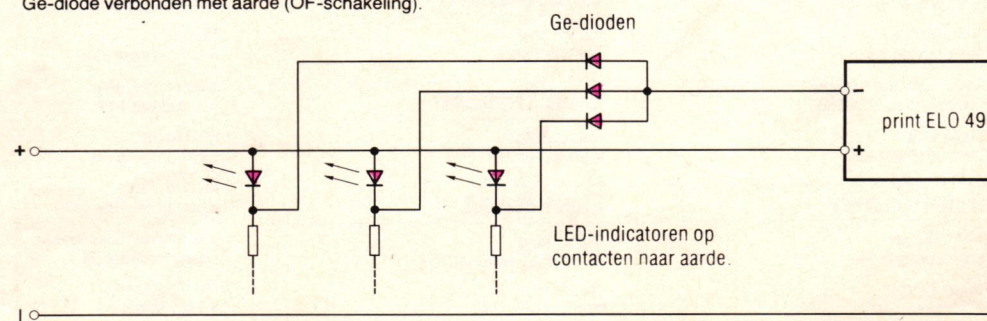 Ge-diode verbonden met aarde (OF-schakeling).
Ge-dioden
-
print ELO 49
+
+
LED-indicatoren op
contacten naar aarde.